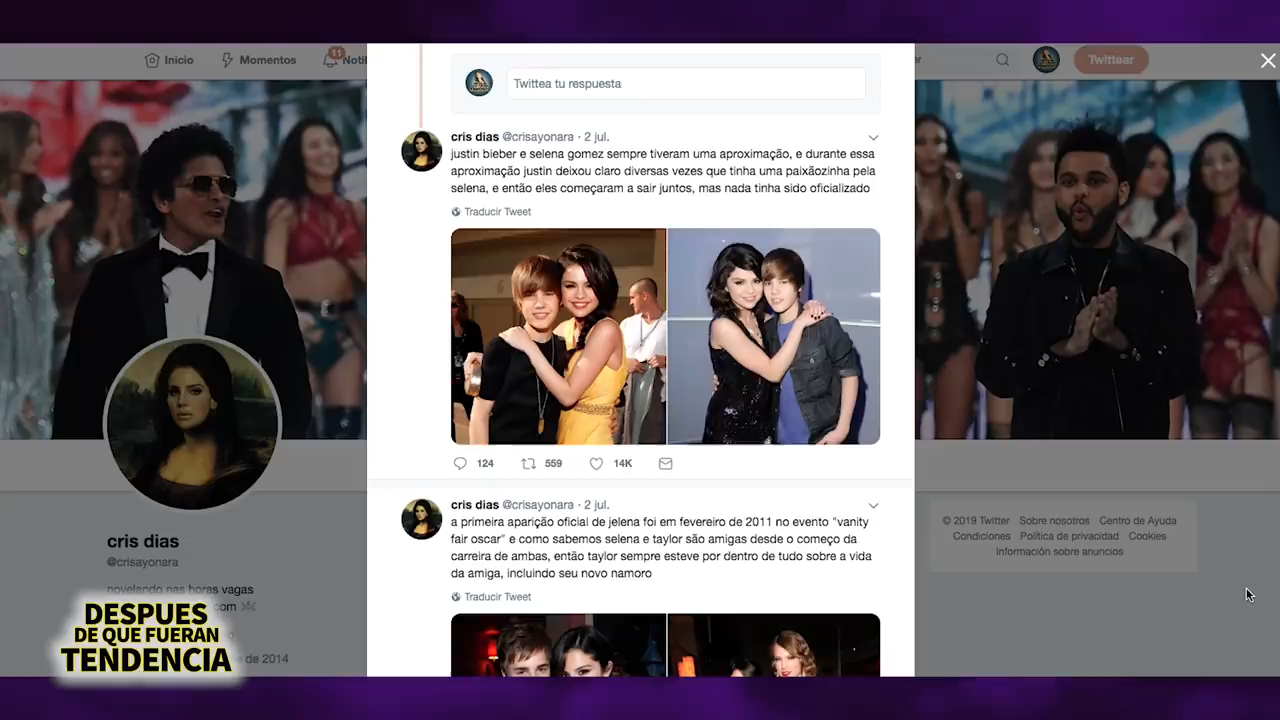 Inicio
Momentos
11
Notif
Twittear
Twittea tu respuesta
cris dias @crisayonara · 2 jul.
justin bieber e selena gomez sempre tiveram uma aproximação, e durante essa
aproximação justin deixou claro diversas vezes que tinha uma paixãozinha pela
selena, e então eles começaram a sair juntos, mas nada tinha sido oficializado
Traducir Tweet
124 559 14K
cris dias @crisayonara · 2 jul.
a primeira aparição oficial de jelena foi em fevereiro de 2011 no evento "vanity
fair oscar" e como sabemos selena e taylor são amigas desde o começo da
carreira de ambas, então taylor sempre esteve por dentro de tudo sobre a vida
da amiga, incluindo seu novo namoro
Traducir Tweet
cris dias
@crisayonara
novelando nas horas vagas
com
de 2014
DESPUES
DE QUE FUERAN
TENDENCIA
© 2019 Twitter Sobre nosotros Centro de Ayuda
Condiciones Política de privacidad Cookies
Información sobre anuncios